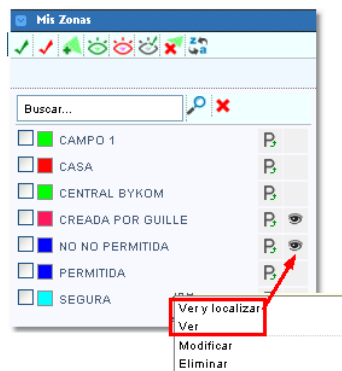 Mis Zonas
z a
Buscar...
CAMPO 1 P
CASA P
CENTRAL BYKOM P
CREADA POR GUILLE P
NO NO PERMITIDA P
PERMITIDA P
SEGURA
Ver y localizar
Ver
Modificar
Eliminar